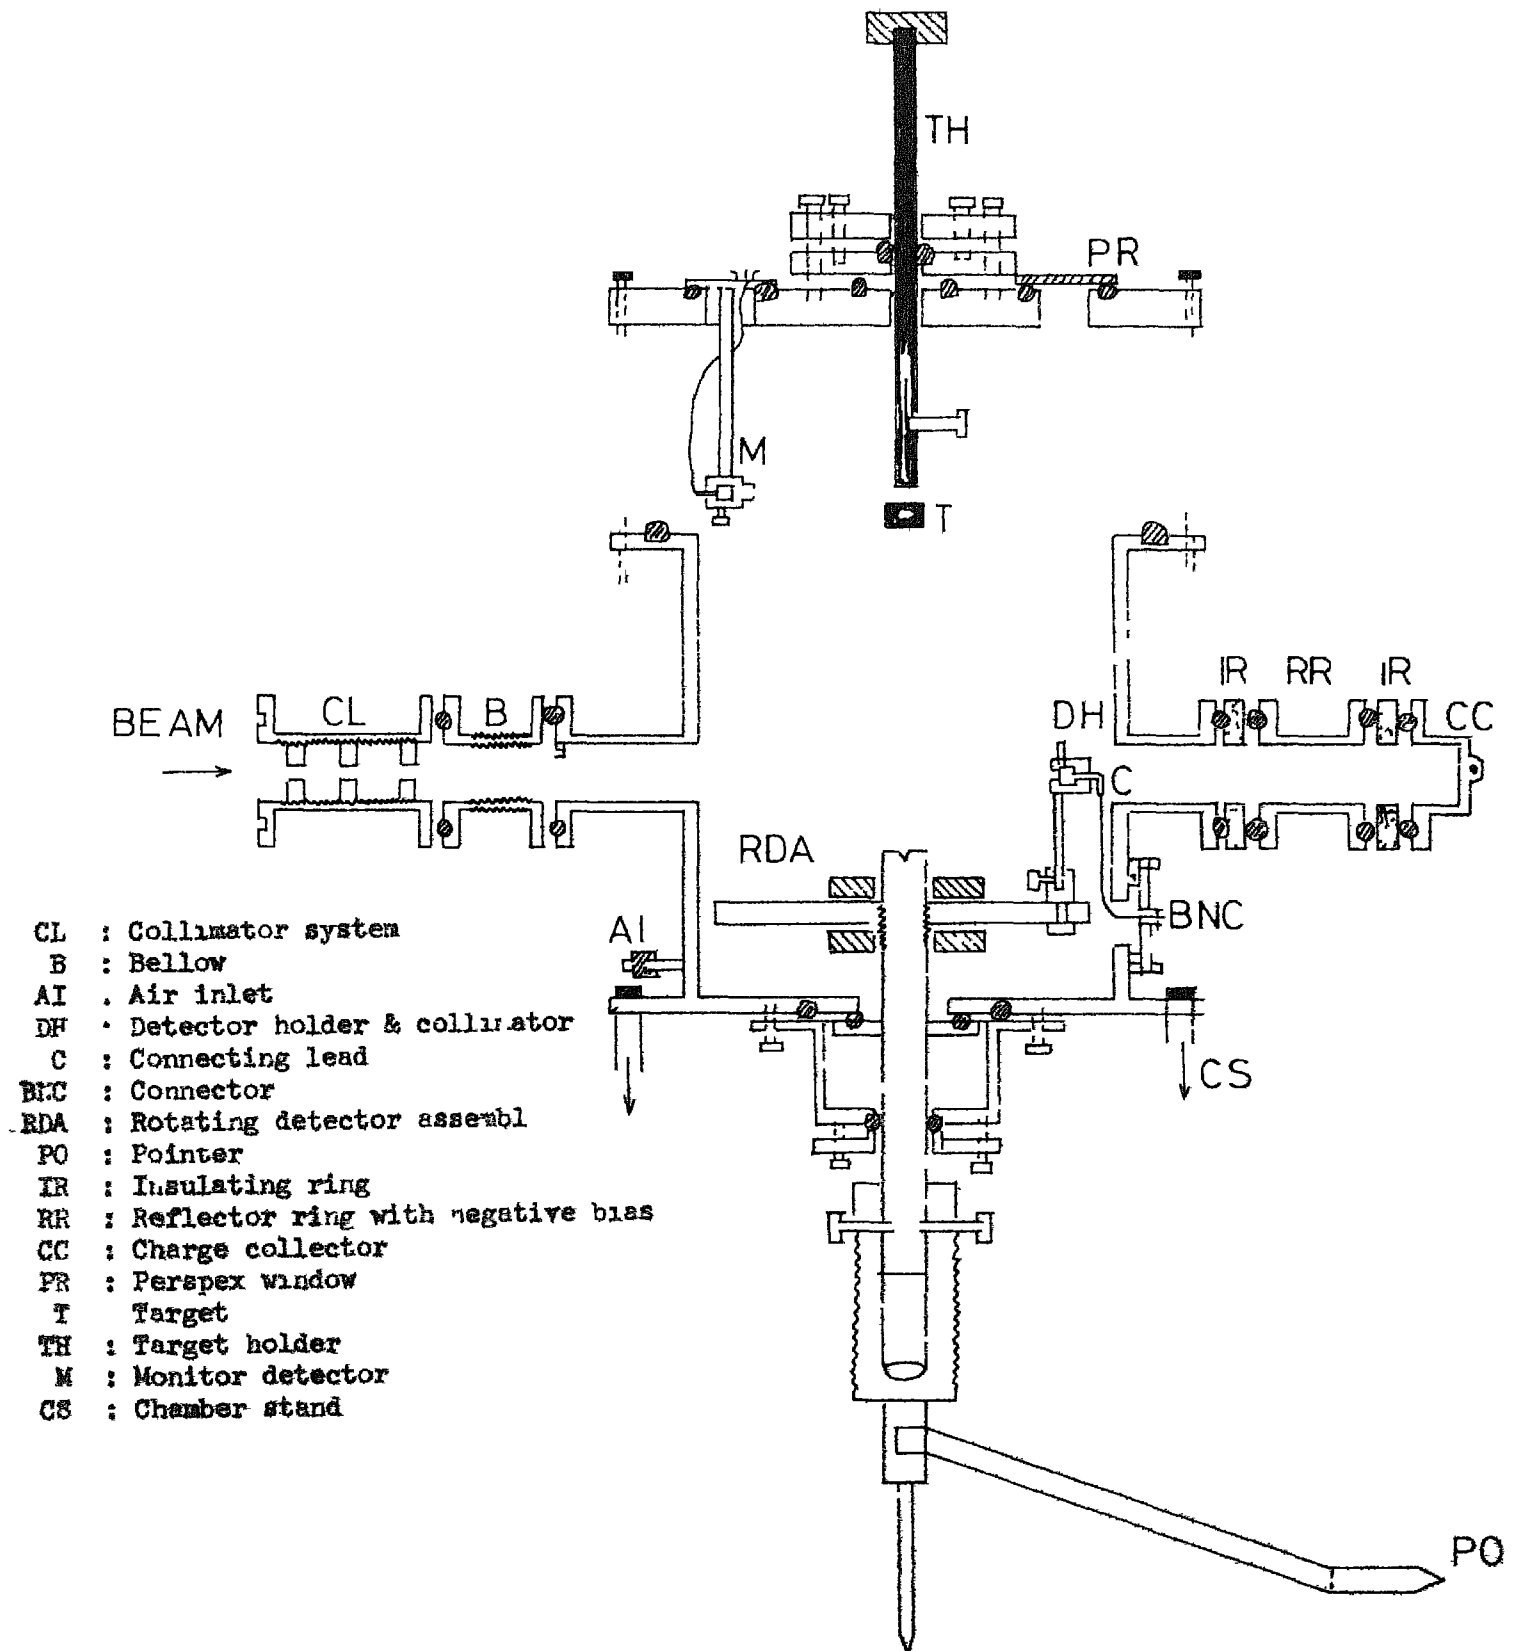 TH
PR
M
T
IR RR IR
BEAM CL B DH CC
C
RDA
AI BNC
CS
PO
CL : Collimator system
B : Bellow
AI . Air inlet
DH · Detector holder & collimator
C : Connecting lead
BNC : Connector
RDA : Rotating detector assembl
PO : Pointer
IR : Insulating ring
RR : Reflector ring with negative bias
CC : Charge collector
PR : Perspex window
T Target
TH : Target holder
M : Monitor detector
CS : Chamber stand